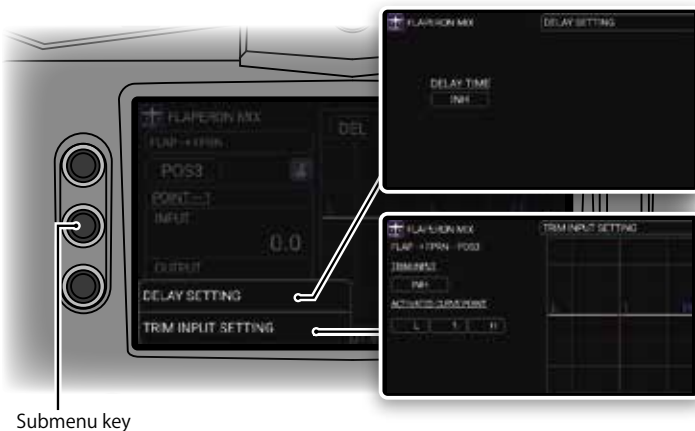 FLAPERON MIX
DELAY SETTING
DELAY TIME
INH
FLAPERON MIX
DEL
FLAP → TPRN
POS3
POINT - 1
INPUT
0.0
OUTPUT
DELAY SETTING
TRIM INPUT SETTING
FLAPERON MIX
TRIM INPUT SETTING
FLAP → TPRN POS3
TRIM INPUT
INH
ACTIVATED CURVE POINT
L 1 H
Submenu key